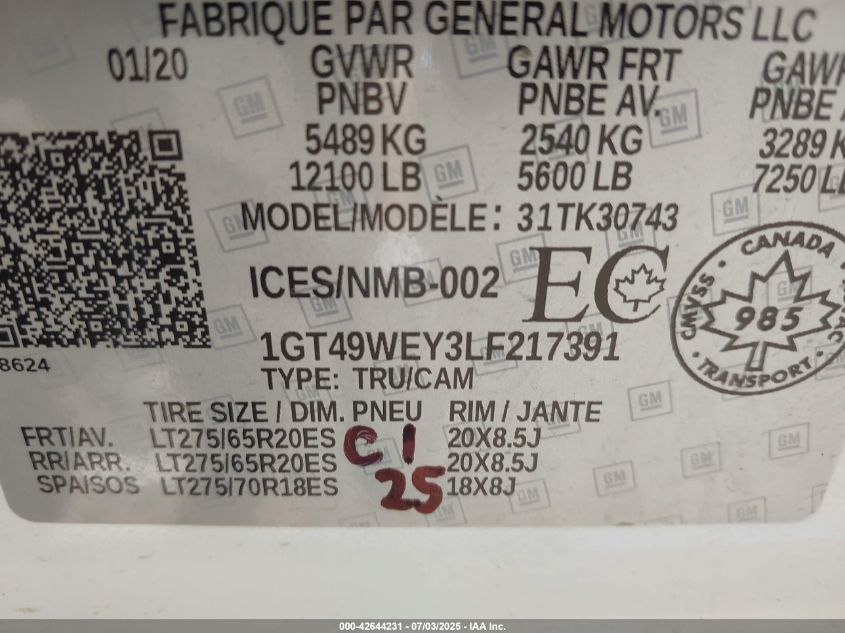 FABRIQUE PAR GENERAL MOTORS LLC
01/20 GVWR GAWR FRT GAWR
PNBV PNBE AV. PNBE
5489 KG 2540 KG 3289 K
12100 LB 5600 LB 7250 LB
MODEL/MODÈLE: 31TK30743
ICES/NMB-002 EC
CANADA
CMVSS 985
TRANSPORT
8624
1GT49WEY3LF217391
TYPE: TRU/CAM
TIRE SIZE / DIM. PNEU RIM / JANTE
FRT/AV. LT275/65R20ES C1 20X8.5J
RR/ARR. LT275/65R20ES 20X8.5J
SPA/SOS LT275/70R18ES 25 18X8J
GM
000-42644231 - 07/03/2025 - IAA Inc.